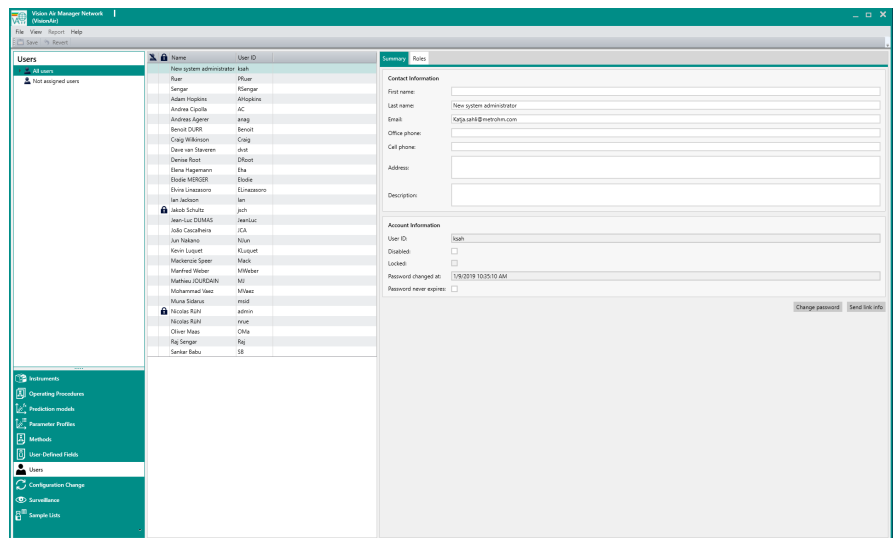 Vision Air Manager Network
(VisionAir)
File View Report Help
Save Revert
Users
All users
Not assigned users
Name User ID
New system administrator ksah
Ruer PRuer
Sengar RSengar
Adam Hopkins AHopkins
Andrea Cipolla AC
Andreas Agerer anag
Benoit DURR Benoit
Craig Wilkinson Craig
Dave van Staveren dvst
Denise Root DRoot
Elena Hagemann Eha
Elodie MERGER Elodie
Elvira Linazasoro ELinazasoro
Ian Jackson Ian
Jakob Schultz jsch
Jean-Luc DUMAS JeanLuc
João Cascalheira JCA
Jun Nakano NJun
Kevin Luquet KLuquet
Mackenzie Speer Mack
Manfred Weber MWeber
Mathieu JOURDAIN MJ
Mohammad Vaez MVaez
Muna Sidarus msid
Nicolas Rühl admin
Nicolas Rühl nrue
Oliver Maas OMa
Raj Sengar Raj
Sankar Babu SB
Summary Roles
Contact Information
First name:
Last name: New system administrator
Email: Katja.sahli@metrohm.com
Office phone:
Cell phone:
Address:
Description:
Account Information
User ID: ksah
Disabled:
Locked:
Password changed at: 1/9/2019 10:35:10 AM
Password never expires:
Change password Send link info
Instruments
Operating Procedures
Prediction models
Parameter Profiles
Methods
User-Defined Fields
Users
Configuration Change
Surveillance
Sample Lists